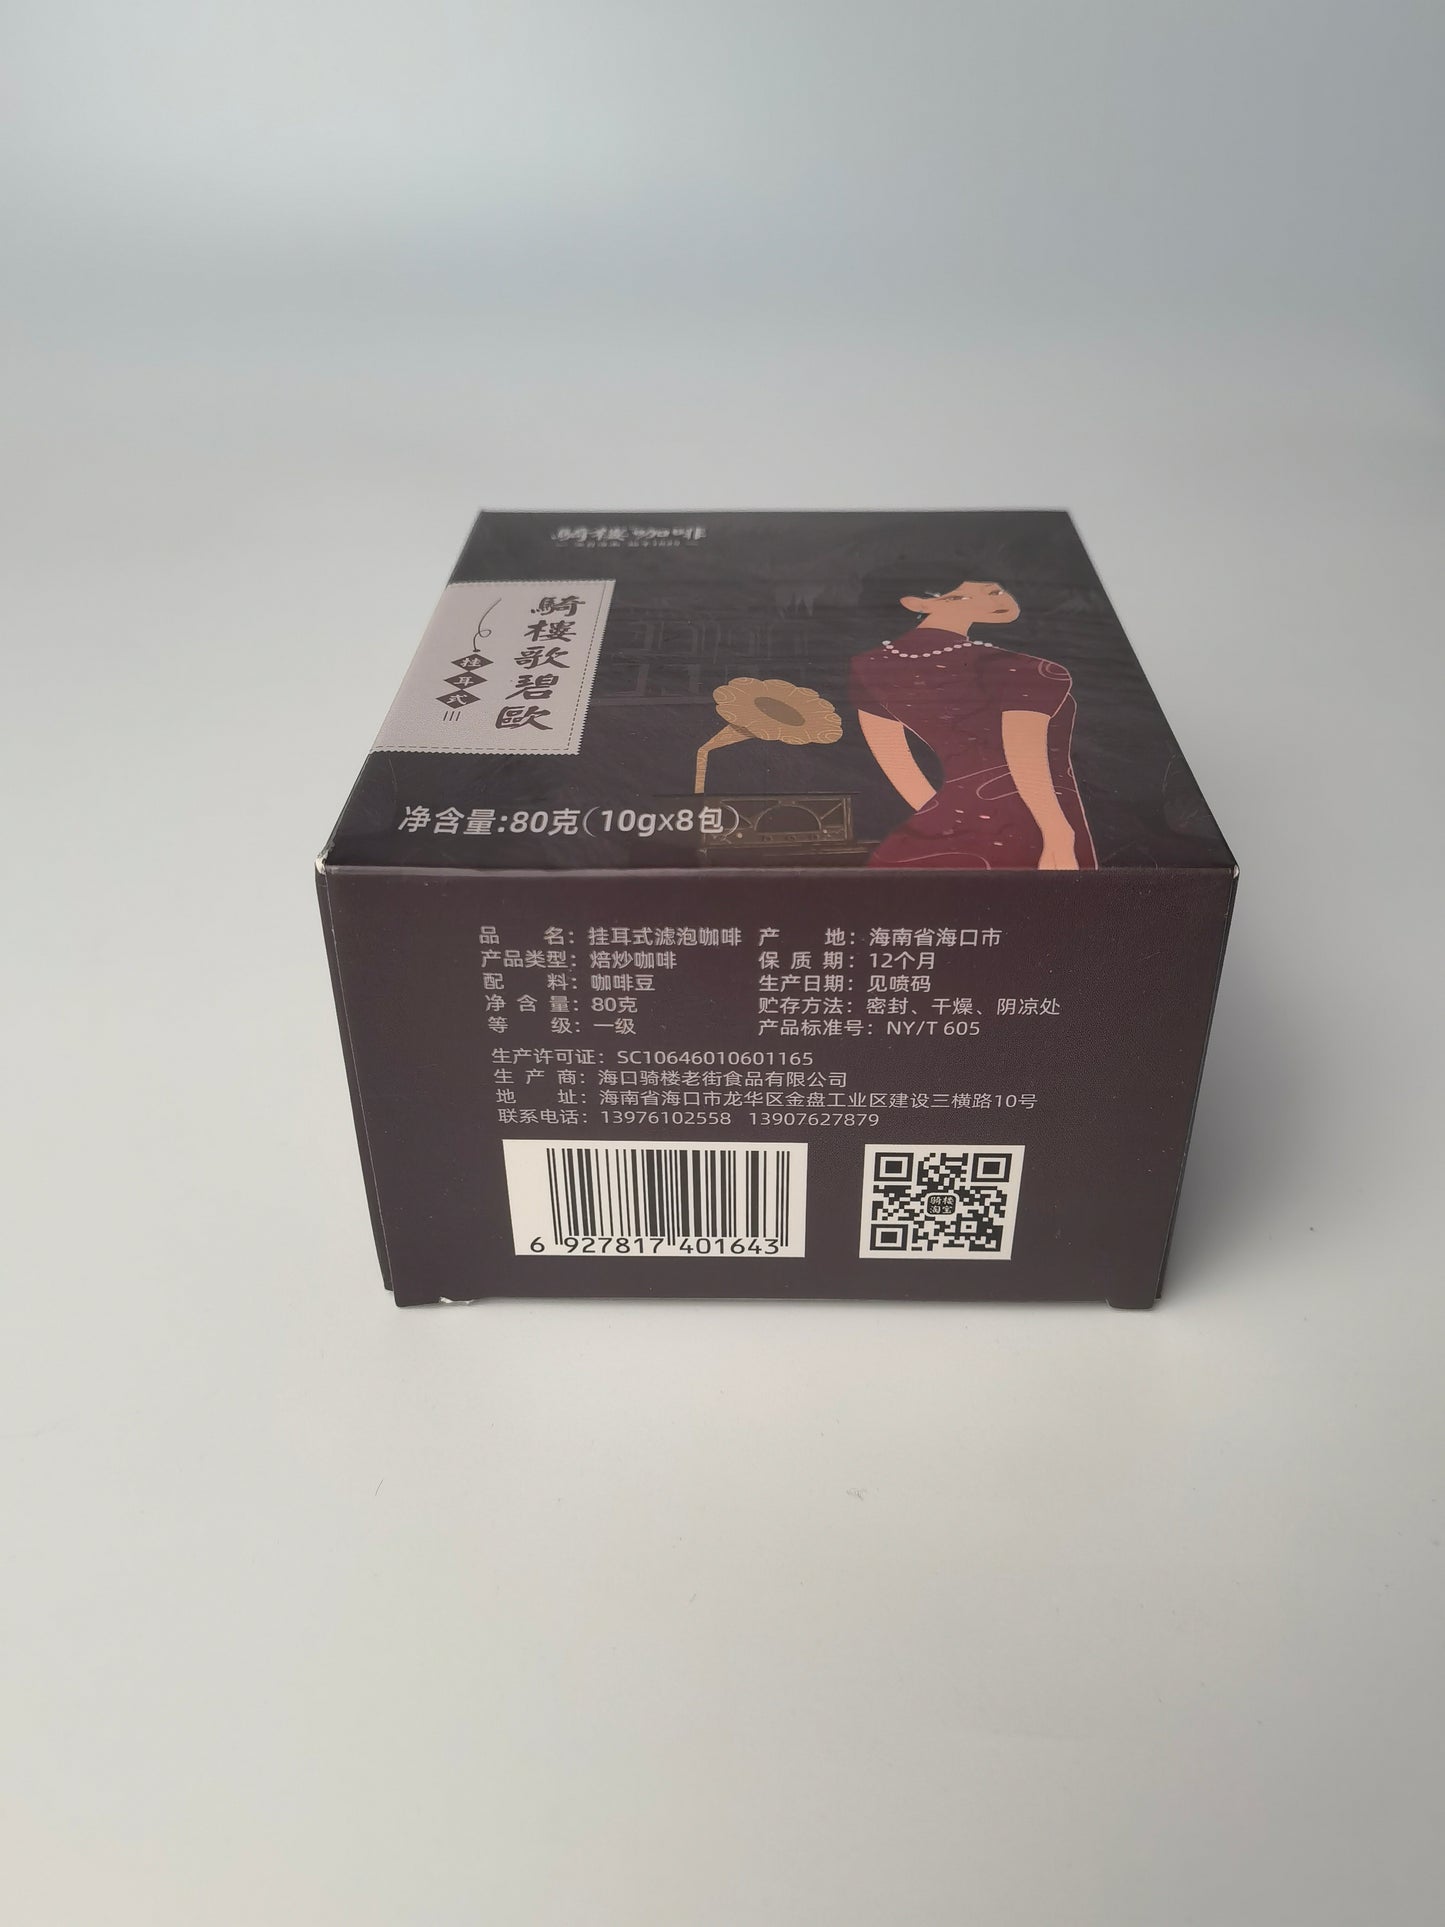 騎樓咖啡
騎樓歌碧歐
挂耳式
净含量:80克(10gx8包)
品 名：挂耳式滤泡咖啡 产 地：海南省海口市
产品类型：焙炒咖啡 保质期：12个月
配 料：咖啡豆 生产日期：见喷码
净含量：80克 贮存方法：密封、干燥、阴凉处
等 级：一级 产品标准号：NY/T 605
生产许可证：SC10646010601165
生产商：海口骑楼老街食品有限公司
地 址：海南省海口市龙华区金盘工业区建设三横路10号
联系电话：13976102558 13907627879
6 927817 401643
骑楼
淘宝